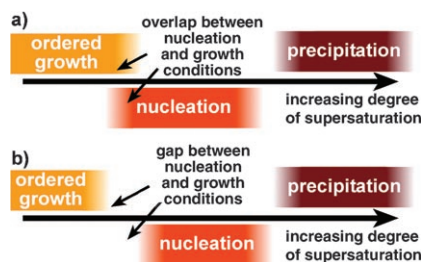 a)
overlap between
nucleation
and growth
conditions
ordered
growth
precipitation
nucleation
increasing degree
of supersaturation
b)
gap between
nucleation
and growth
conditions
ordered
growth
precipitation
nucleation
increasing degree
of supersaturation